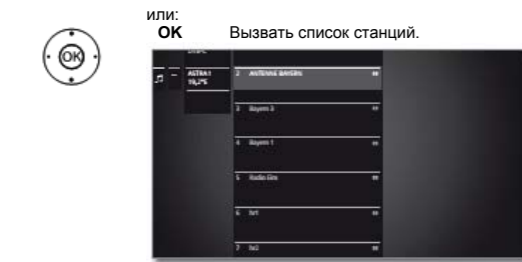 или:
OK Вызвать список станций.
OK
ASTRA1
19,2°E
2 ANTENNE BAYERN
3 Bayern 3
4 Bayern 1
5 Radio Eins
6 hr1
7 hr2